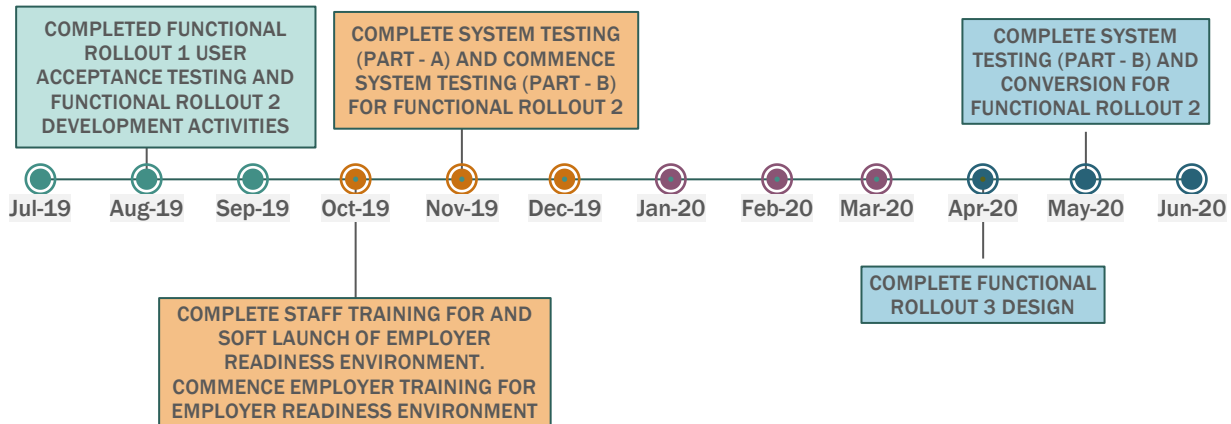 COMPLETED FUNCTIONAL
ROLLOUT 1 USER
ACCEPTANCE TESTING AND
FUNCTIONAL ROLLOUT 2
DEVELOPMENT ACTIVITIES
COMPLETE SYSTEM TESTING
(PART - A) AND COMMENCE
SYSTEM TESTING (PART - B)
FOR FUNCTIONAL ROLLOUT 2
COMPLETE SYSTEM
TESTING (PART - B) AND
CONVERSION FOR
FUNCTIONAL ROLLOUT 2
Jul-19 Aug-19 Sep-19 Oct-19 Nov-19 Dec-19 Jan-20 Feb-20 Mar-20 Apr-20 May-20 Jun-20
COMPLETE STAFF TRAINING FOR AND
SOFT LAUNCH OF EMPLOYER
READINESS ENVIRONMENT.
COMMENCE EMPLOYER TRAINING FOR
EMPLOYER READINESS ENVIRONMENT
COMPLETE FUNCTIONAL
ROLLOUT 3 DESIGN